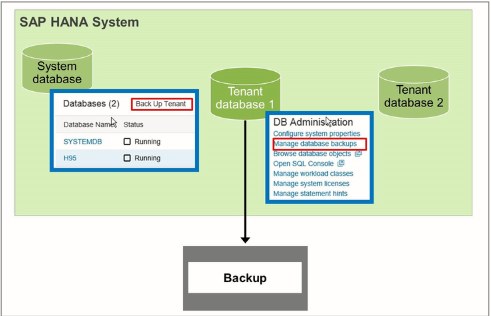 SAP HANA System
System
database
Tenant
database 1
Tenant
database 2
Databases (2) Back Up Tenant
Database Name Status
SYSTEMDB Running
H95 Running
DB Administration
Configure system properties
Manage database backups
Browse database objects
Open SQL Console
Manage workload classes
Manage system licenses
Manage statement hints
Backup